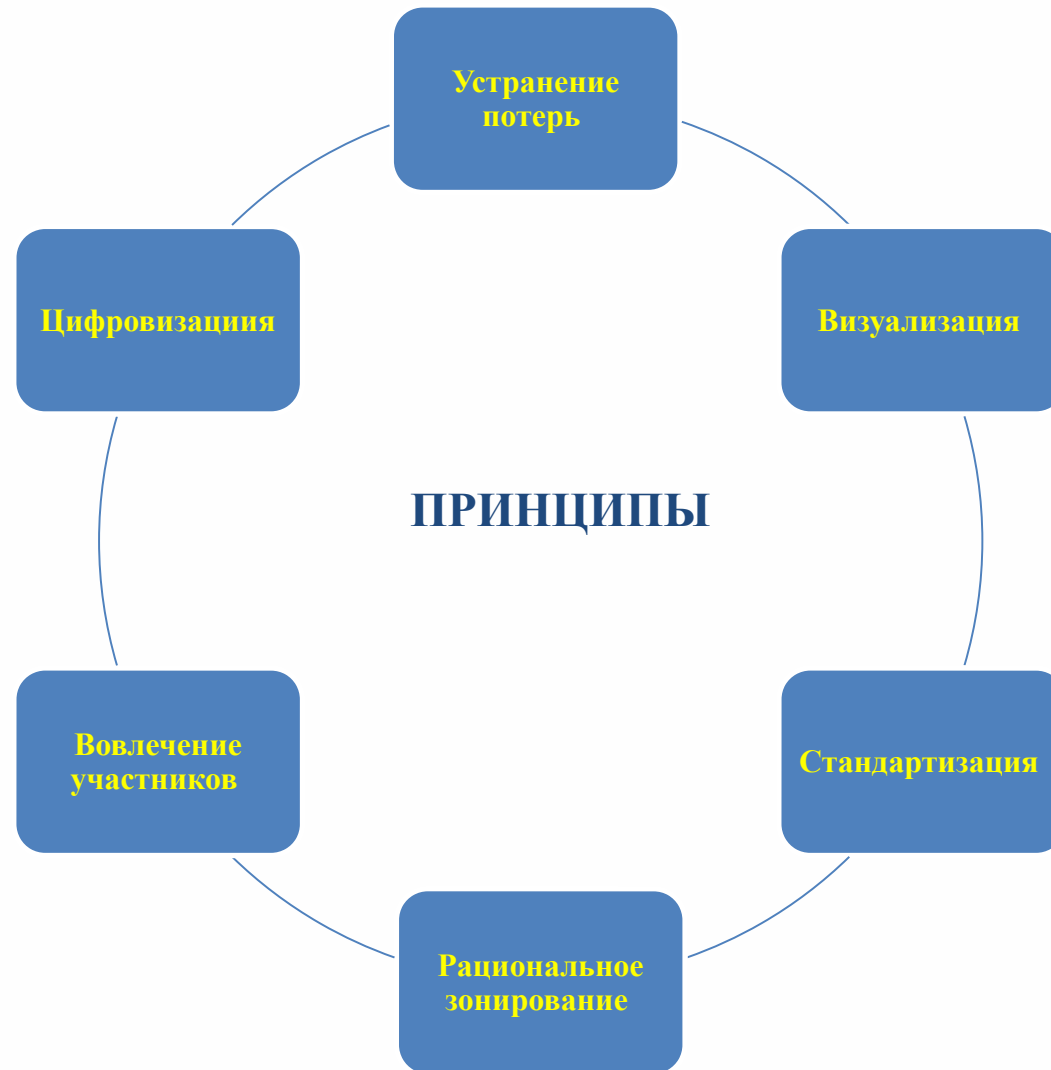 Устранение
потерь
Цифровизациия
Визуализация
ПРИНЦИПЫ
Вовлечение
участников
Стандартизация
Рациональное
зонирование